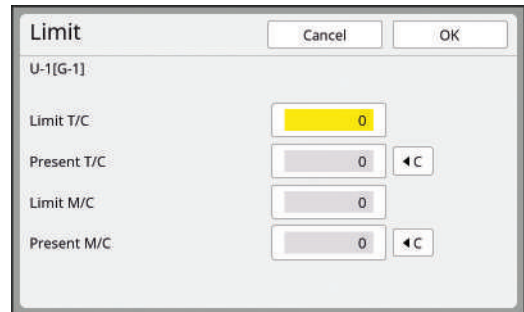 Limit Cancel OK
U-1[G-1]
Limit T/C 0
Present T/C 0 ◀C
Limit M/C 0
Present M/C 0 ◀C